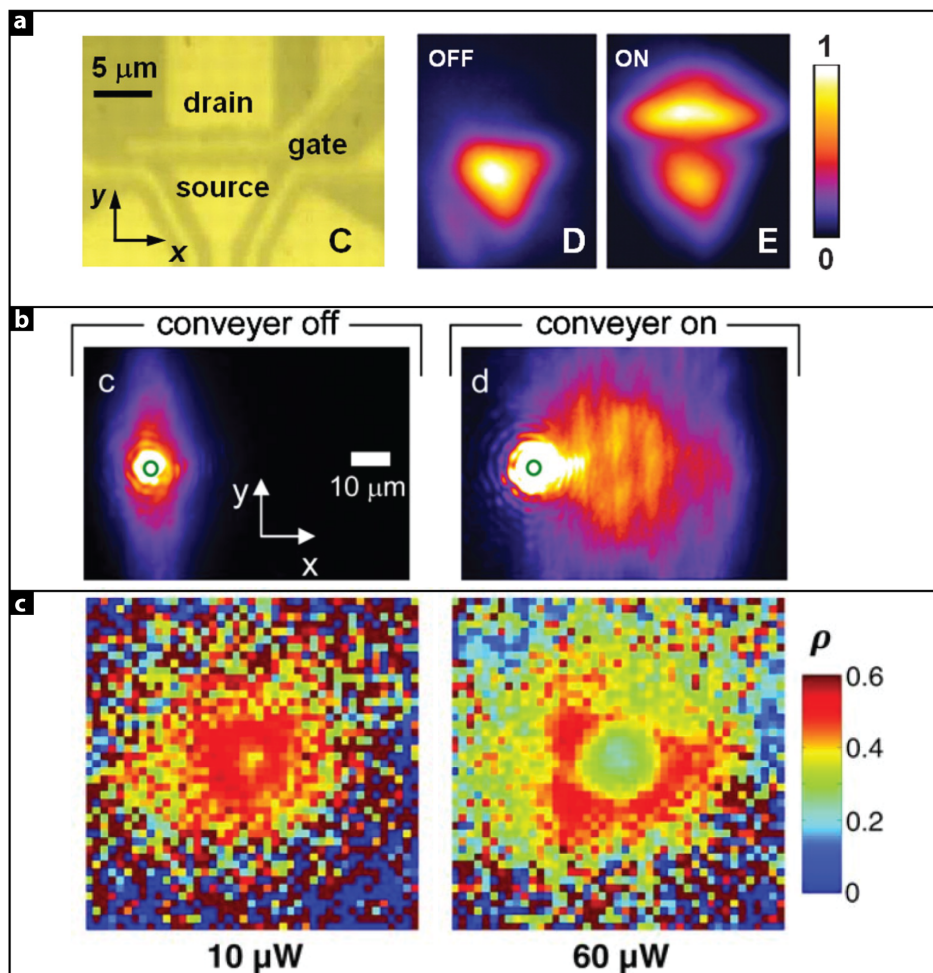 a
5 μm
drain
gate
source
y
x
C
OFF
D
ON
E
1
0
b
conveyer off
conveyer on
c
10 μm
y
x
d
c
ρ
0.6
0.4
0.2
0
10 μW
60 μW